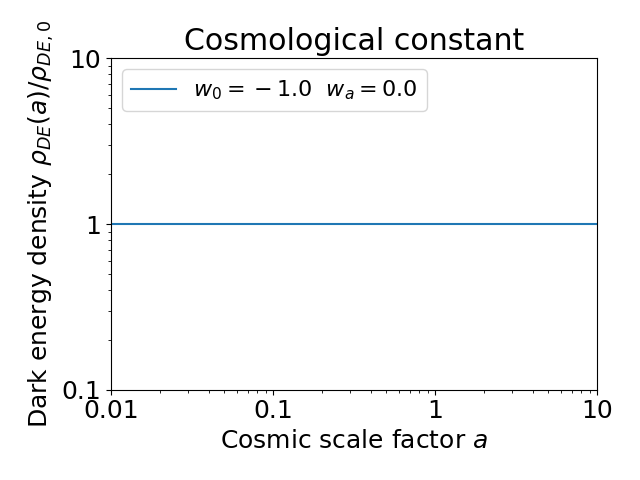 Cosmological constant
Dark energy density ρ_DE(a)/ρ_DE, 0
10
1
0.1
w₀ = −1.0 wₐ = 0.0
0.01 0.1 1 10
Cosmic scale factor a